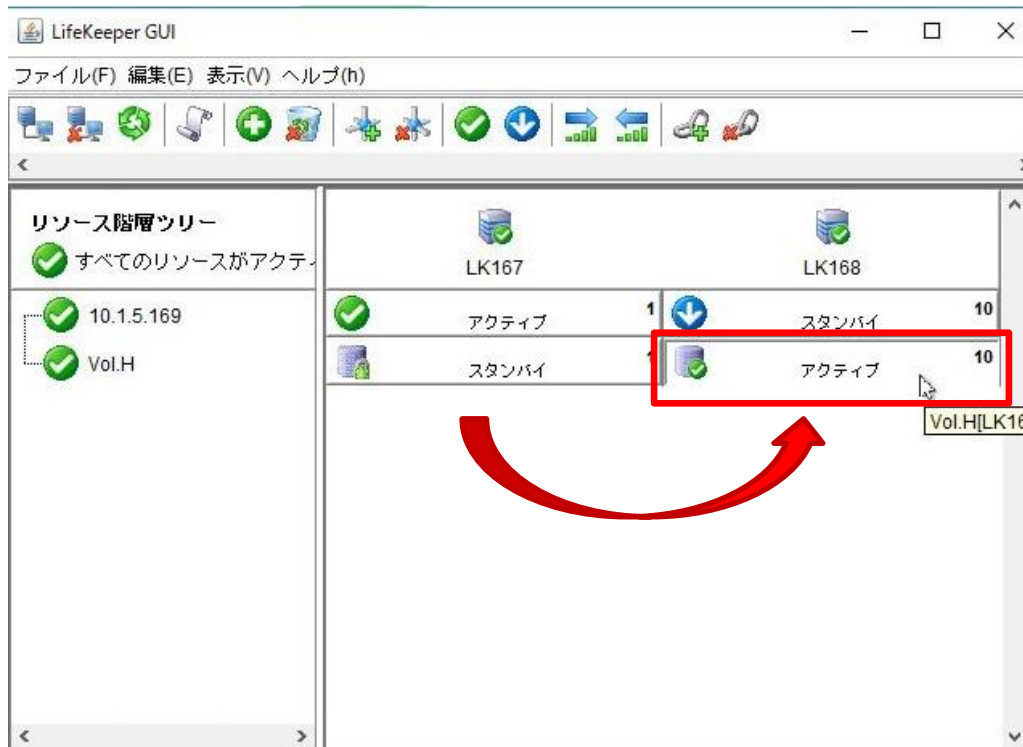 LifeKeeper GUI
ファイル(F) 編集(E) 表示(V) ヘルプ(h)
リソース階層ツリー
すべてのリソースがアクティ
LK167
LK168
10.1.5.169
アクティブ 1
スタンバイ 10
Vol.H
スタンバイ 1
アクティブ 10
Vol.H[LK16